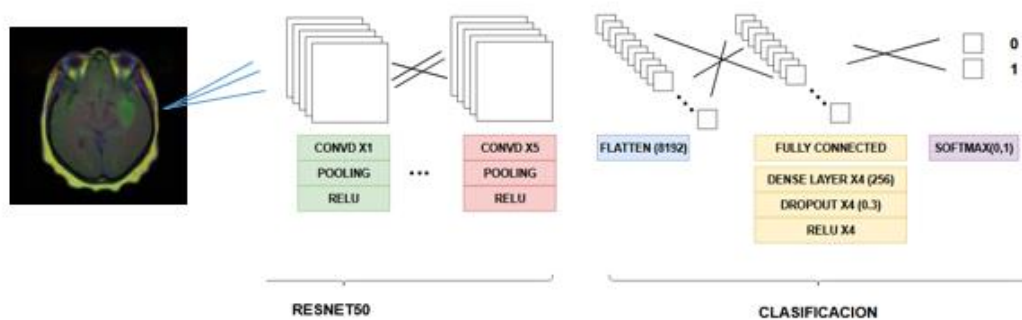 0
1
CONVD X1
POOLING
RELU
...
CONVD X5
POOLING
RELU
FLATTEN (8192)
FULLY CONNECTED
DENSE LAYER X4 (256)
DROPOUT X4 (0.3)
RELU X4
SOFTMAX(0,1)
RESNET50
CLASIFICACION